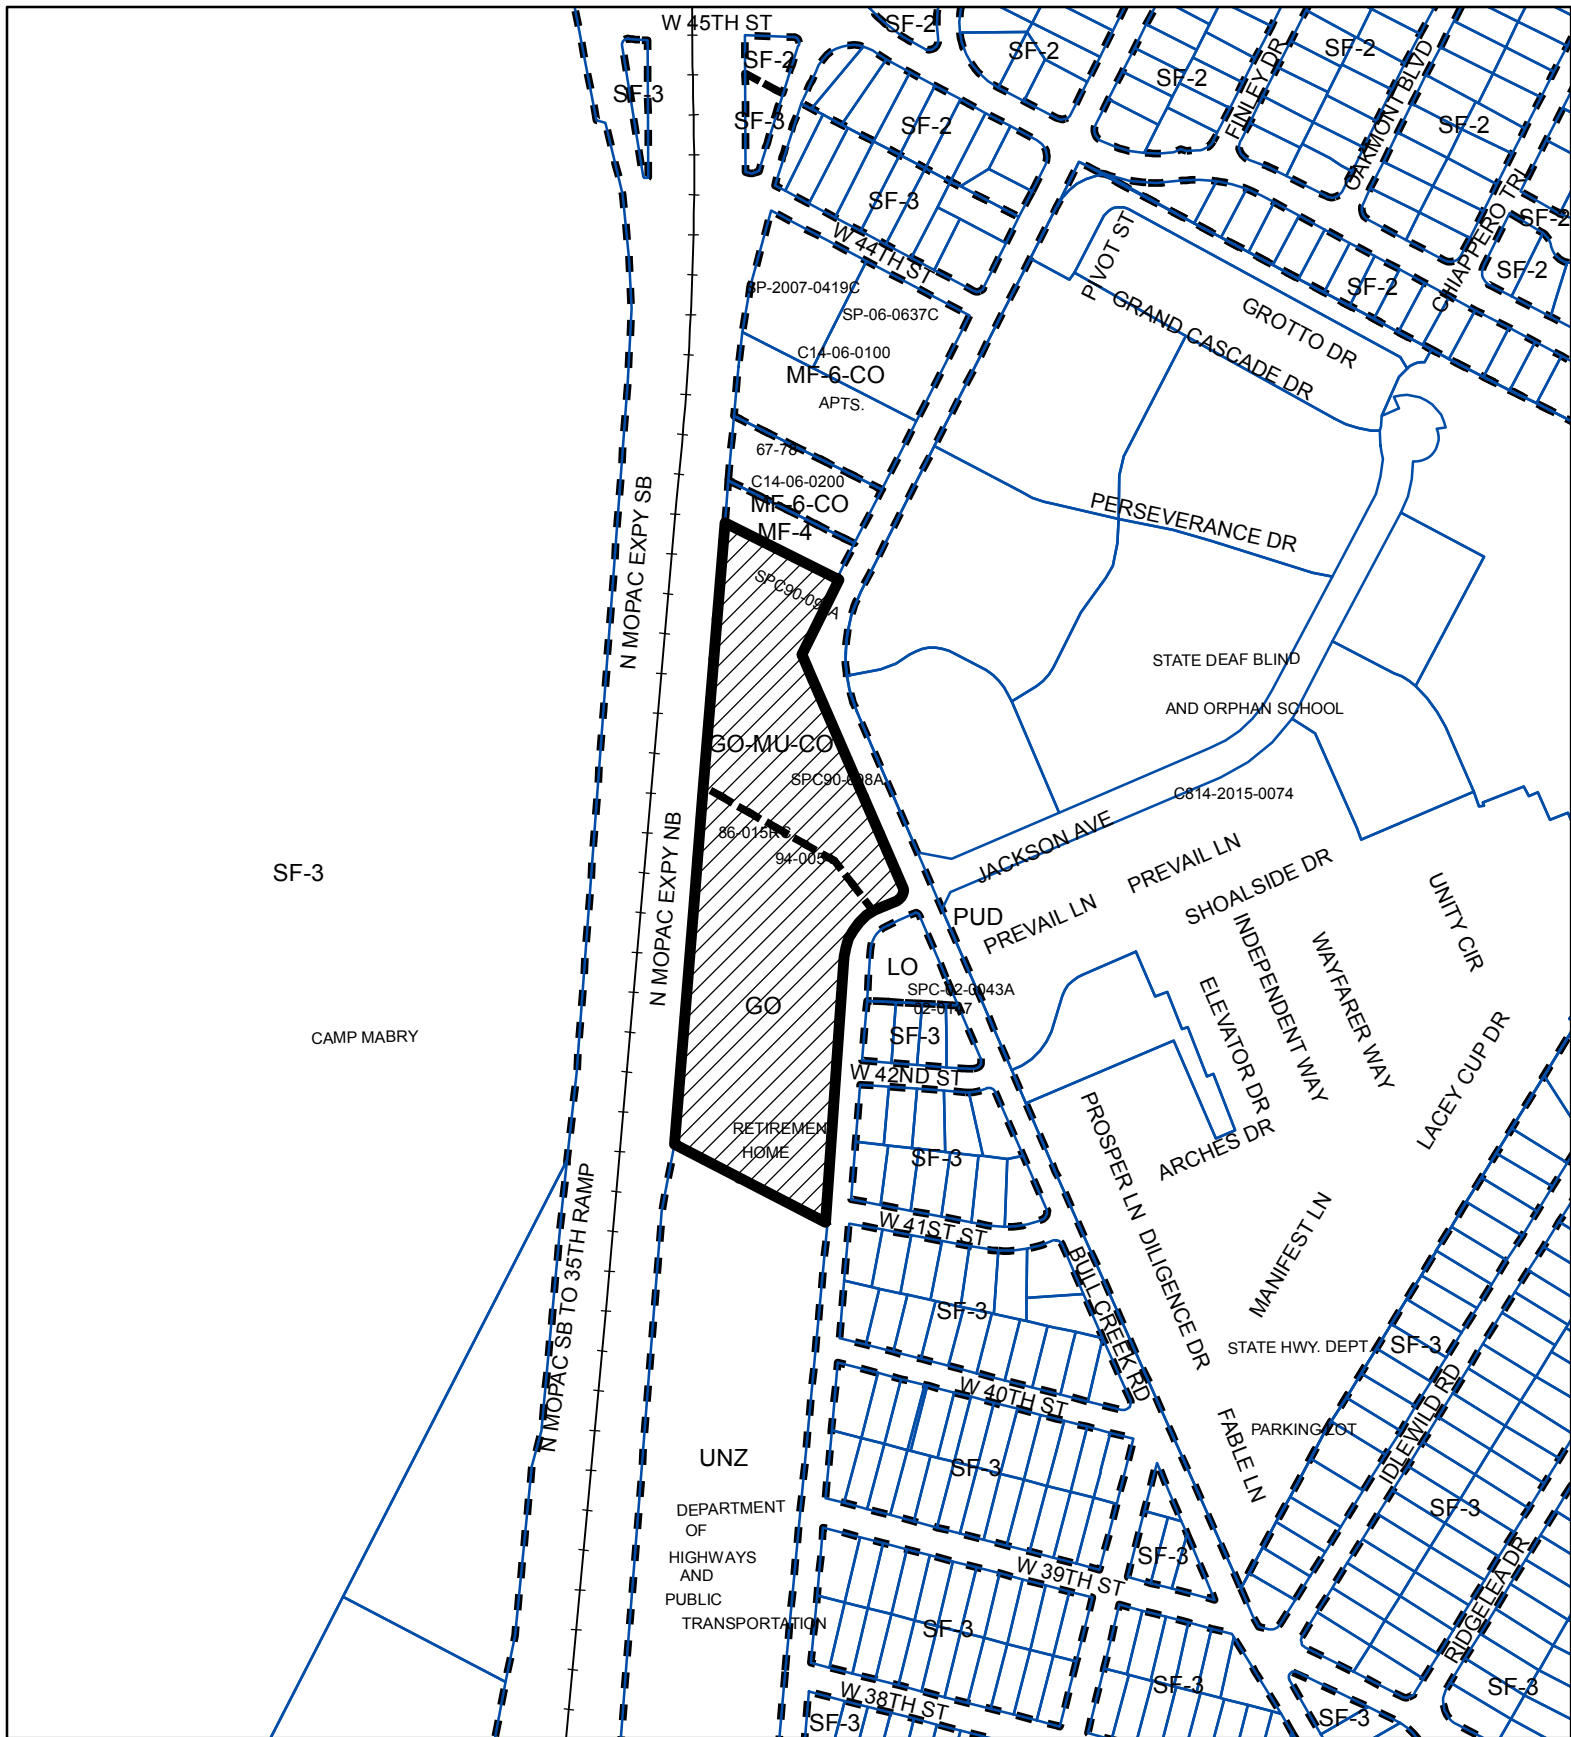 W 45TH ST
SF-2
SF-2
SF-2
SF-2
SF-2
SF-3
SF-3
SF-2
SF-2
FINLEY DR
OAKMONT BLVD
SF-3
CHIAPPERO TRL
SF-2
SF-2
SF-2
W 44TH ST
PIVOT ST
GRAND CASCADE DR
GROTTO DR
SP-2007-0419C
SP-06-0637C
C14-06-0100
MF-6-CO
APTS.
67-78
C14-06-0200
MF-6-CO
MF-4
PERSEVERANCE DR
N MOPAC EXPY SB
STATE DEAF BLIND
AND ORPHAN SCHOOL
GO-MU-CO
SPC90-098A
C814-2015-0074
86-015RC
94-005
JACKSON AVE
PREVAIL LN
PREVAIL LN
SHOALSIDE DR
UNITY CIR
SF-3
N MOPAC EXPY NB
PUD
INDEPENDENT WAY
WAYFARER WAY
LO
SPC-02-0043A
ELEVATOR DR
GO
SF-3
CAMP MABRY
W 42ND ST
LACEY CUP DR
RETIREMEN
HOME
SF-3
PROSPER LN
ARCHES DR
W 41ST ST
N MOPAC SB TO 35TH RAMP
BULL CREEK RD
DILIGENCE DR
MANIFEST LN
SF-3
STATE HWY. DEPT.
SF-3
W 40TH ST
FABLE LN
PARKING LOT
IDLEWILD RD
UNZ
SF-3
DEPARTMENT
OF
HIGHWAYS
AND
PUBLIC
TRANSPORTATION
SF-3
SF-3
W 39TH ST
RIDGELEA DR
SF-3
SF-3
SF-3
W 38TH ST
SF-3
SF-3